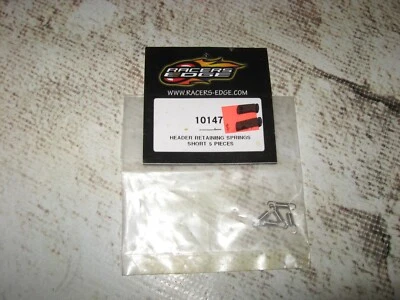 RACERS
EDGE
WWW.RACERS-EDGE.COM
10147
HEADER RETAINING SPRINGS
SHORT 5 PIECES